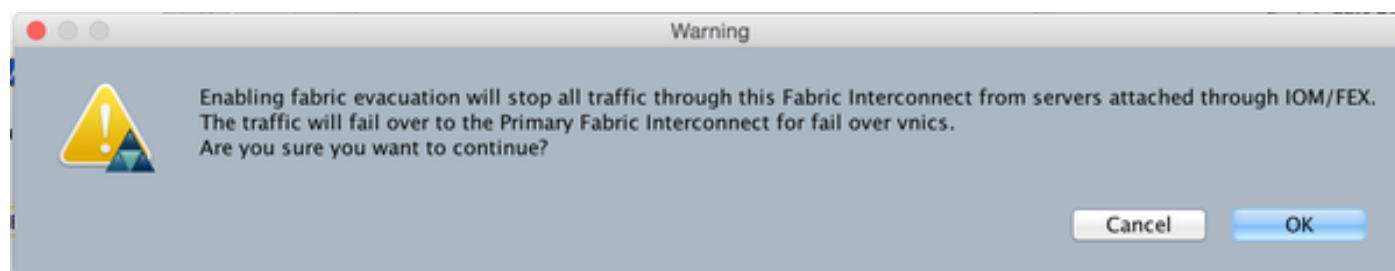 Warning
Enabling fabric evacuation will stop all traffic through this Fabric Interconnect from servers attached through IOM/FEX.
The traffic will fail over to the Primary Fabric Interconnect for fail over vnics.
Are you sure you want to continue?
Cancel OK